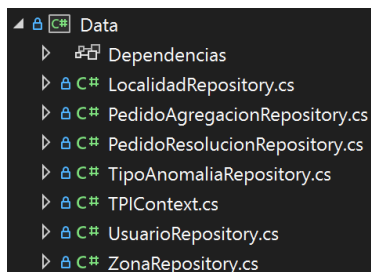 C# Data
Dependencias
C# LocalidadRepository.cs
C# PedidoAgregacionRepository.cs
C# PedidoResolucionRepository.cs
C# TipoAnomaliaRepository.cs
C# TPIContext.cs
C# UsuarioRepository.cs
C# ZonaRepository.cs